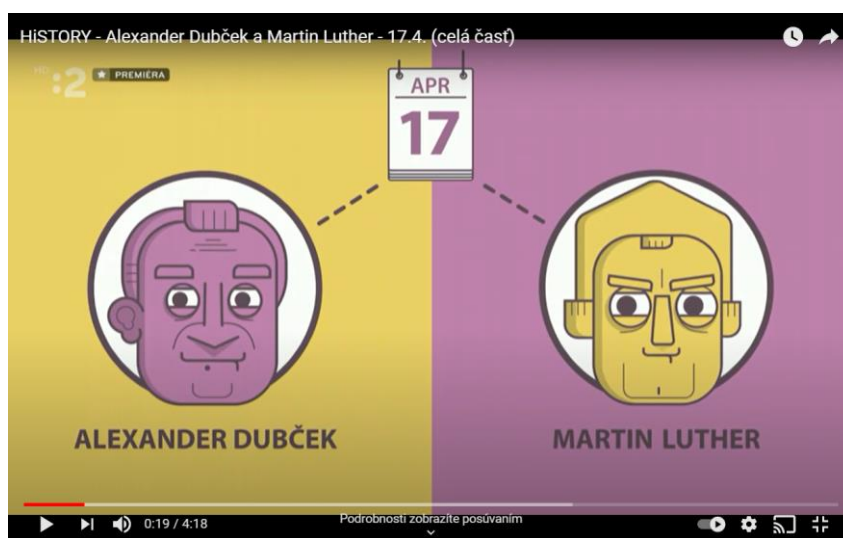 HiSTORY - Alexander Dubček a Martin Luther - 17.4. (celá časť)
HD :2 ★ PREMIÉRA
APR
17
ALEXANDER DUBČEK
MARTIN LUTHER
0:19 / 4:18
Podrobnosti zobrazíte posúvaním